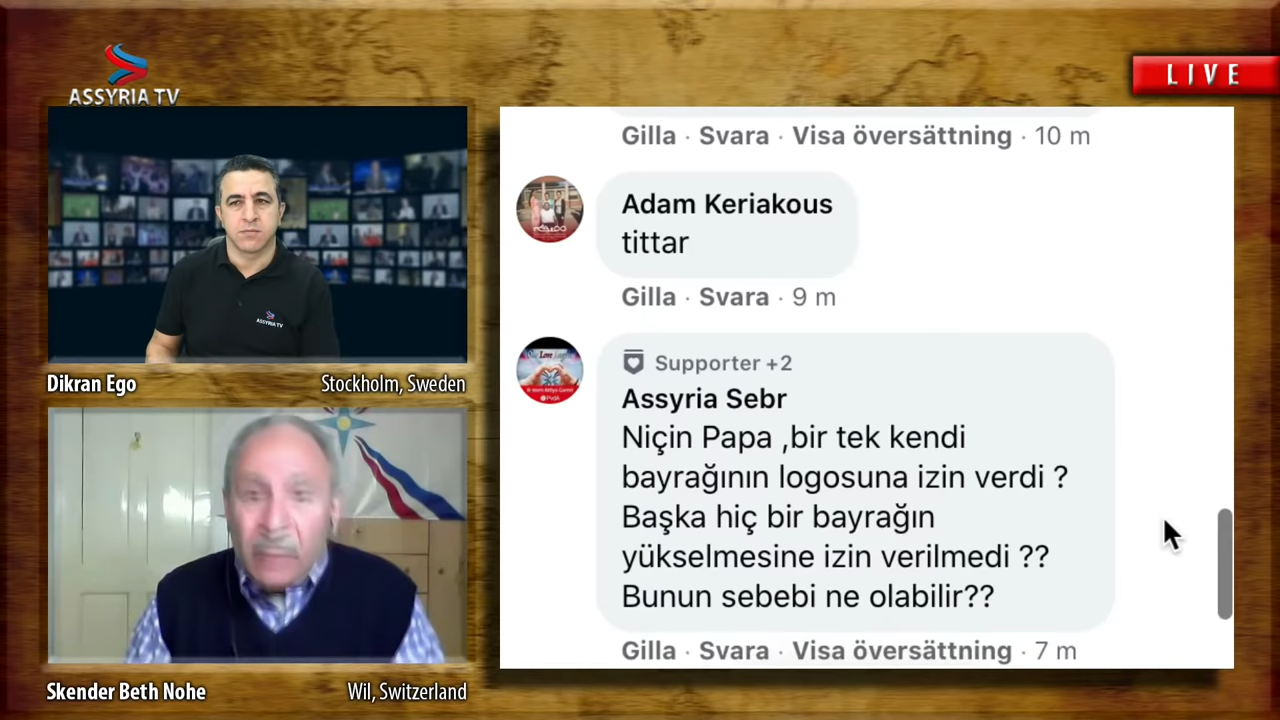 ASSYRIA TV
LIVE
ASSYRIA TV
Dikran Ego
Stockholm, Sweden
Skender Beth Nohe
Wil, Switzerland
Gilla · Svara · Visa översättning · 10 m
Adam Keriakous
tittar
Gilla · Svara · 9 m
Supporter +2
Assyria Sebr
Niçin Papa ,bir tek kendi
bayrağının logosuna izin verdi ?
Başka hiç bir bayrağın
yükselmesine izin verilmedi ??
Bunun sebebi ne olabilir??
Gilla · Svara · Visa översättning · 7 m